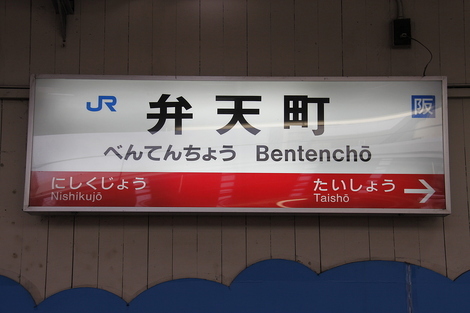 JR 弁天町 阪
べんてんちょう Bentenchō
にしくじょう たいしょう
Nishikujō Taishō